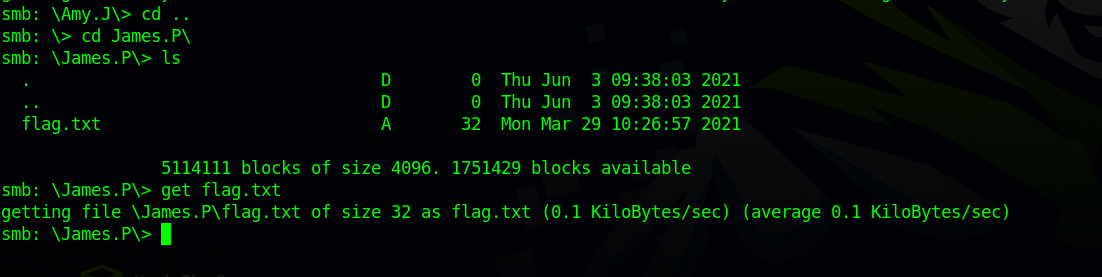 smb: \Amy.J\> cd ..
smb: \> cd James.P\
smb: \James.P\> ls
  .                                   D        0  Thu Jun  3 09:38:03 2021
  ..                                  D        0  Thu Jun  3 09:38:03 2021
  flag.txt                            A       32  Mon Mar 29 10:26:57 2021
                5114111 blocks of size 4096. 1751429 blocks available
smb: \James.P\> get flag.txt
getting file \James.P\flag.txt of size 32 as flag.txt (0.1 KiloBytes/sec) (average 0.1 KiloBytes/sec)
smb: \James.P\>